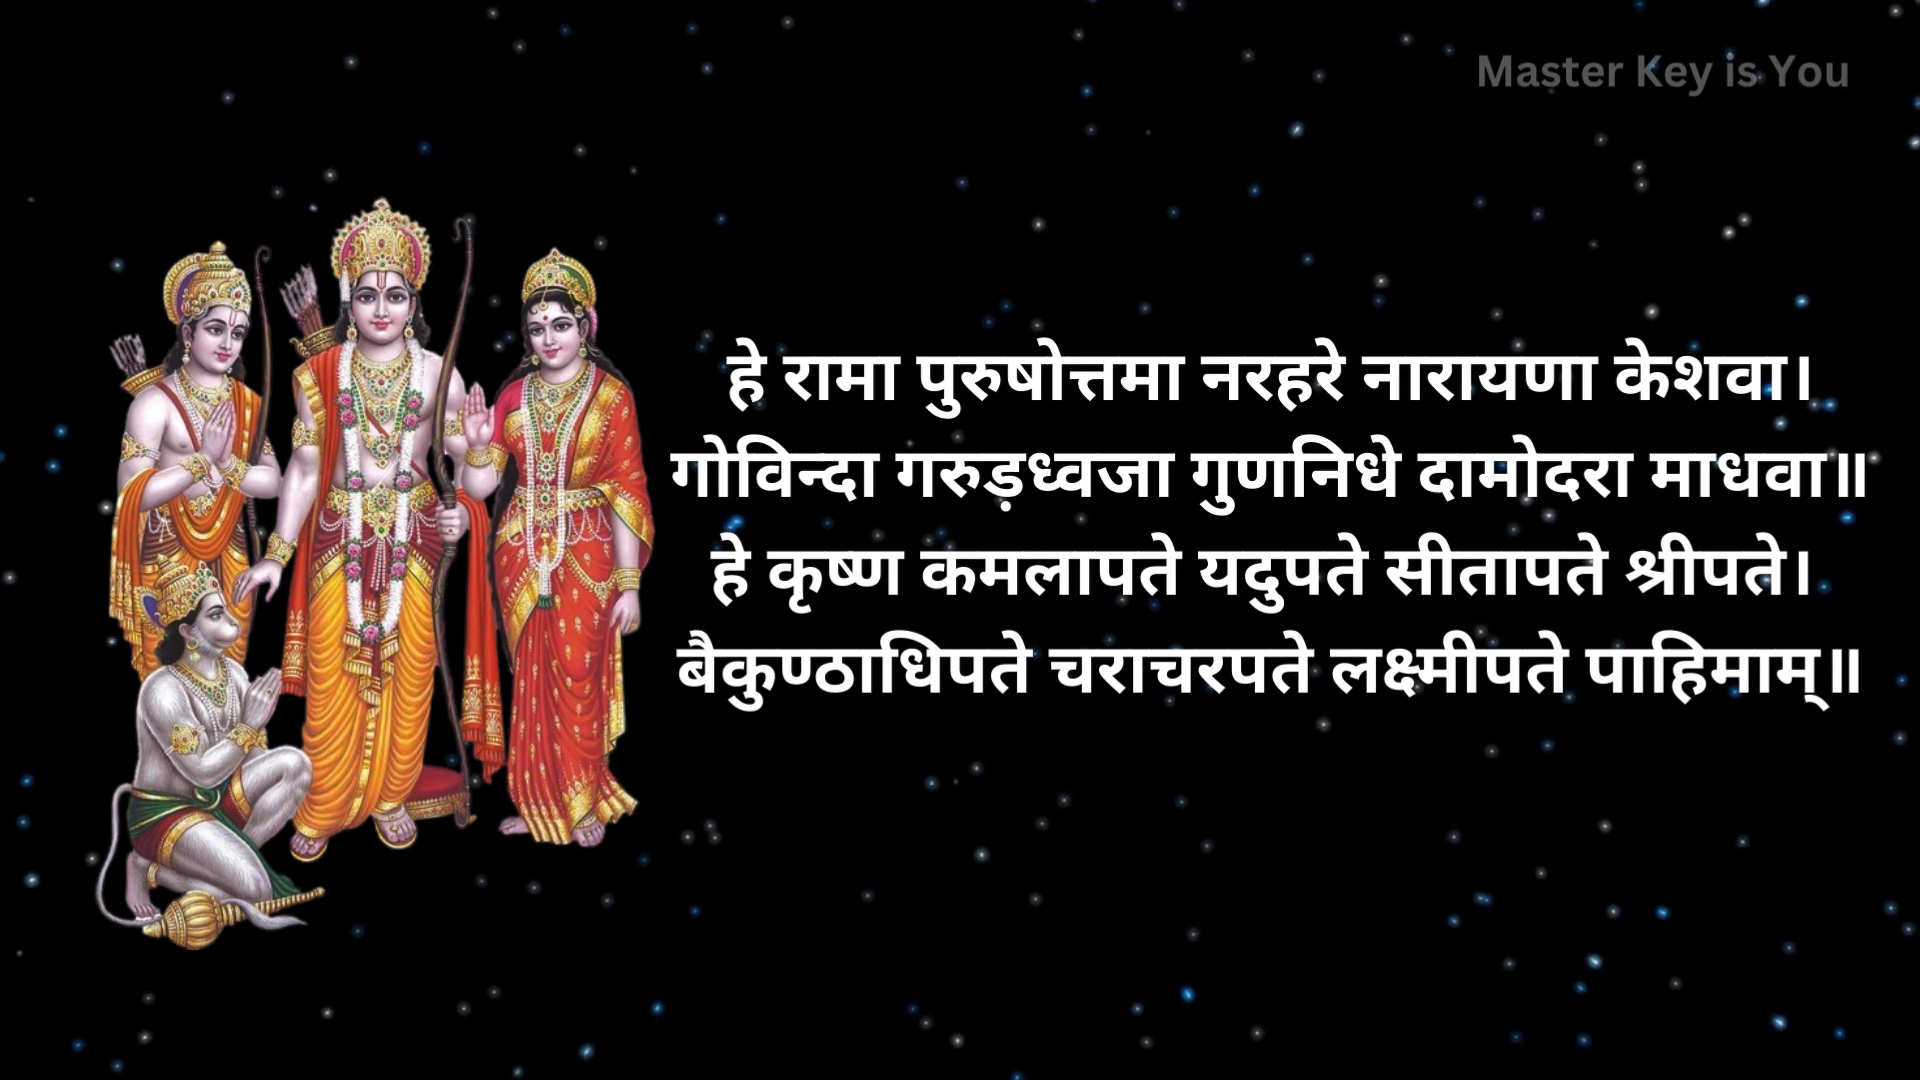 Master Key is You
हे रामा पुरुषोत्तमा नरहरे नारायणा केशवा।
गोविन्दा गरुड़ध्वजा गुणनिधे दामोदरा माधवा॥
हे कृष्ण कमलापते यदुपते सीतापते श्रीपते।
बैकुण्ठाधिपते चराचरपते लक्ष्मीपते पाहिमाम्॥